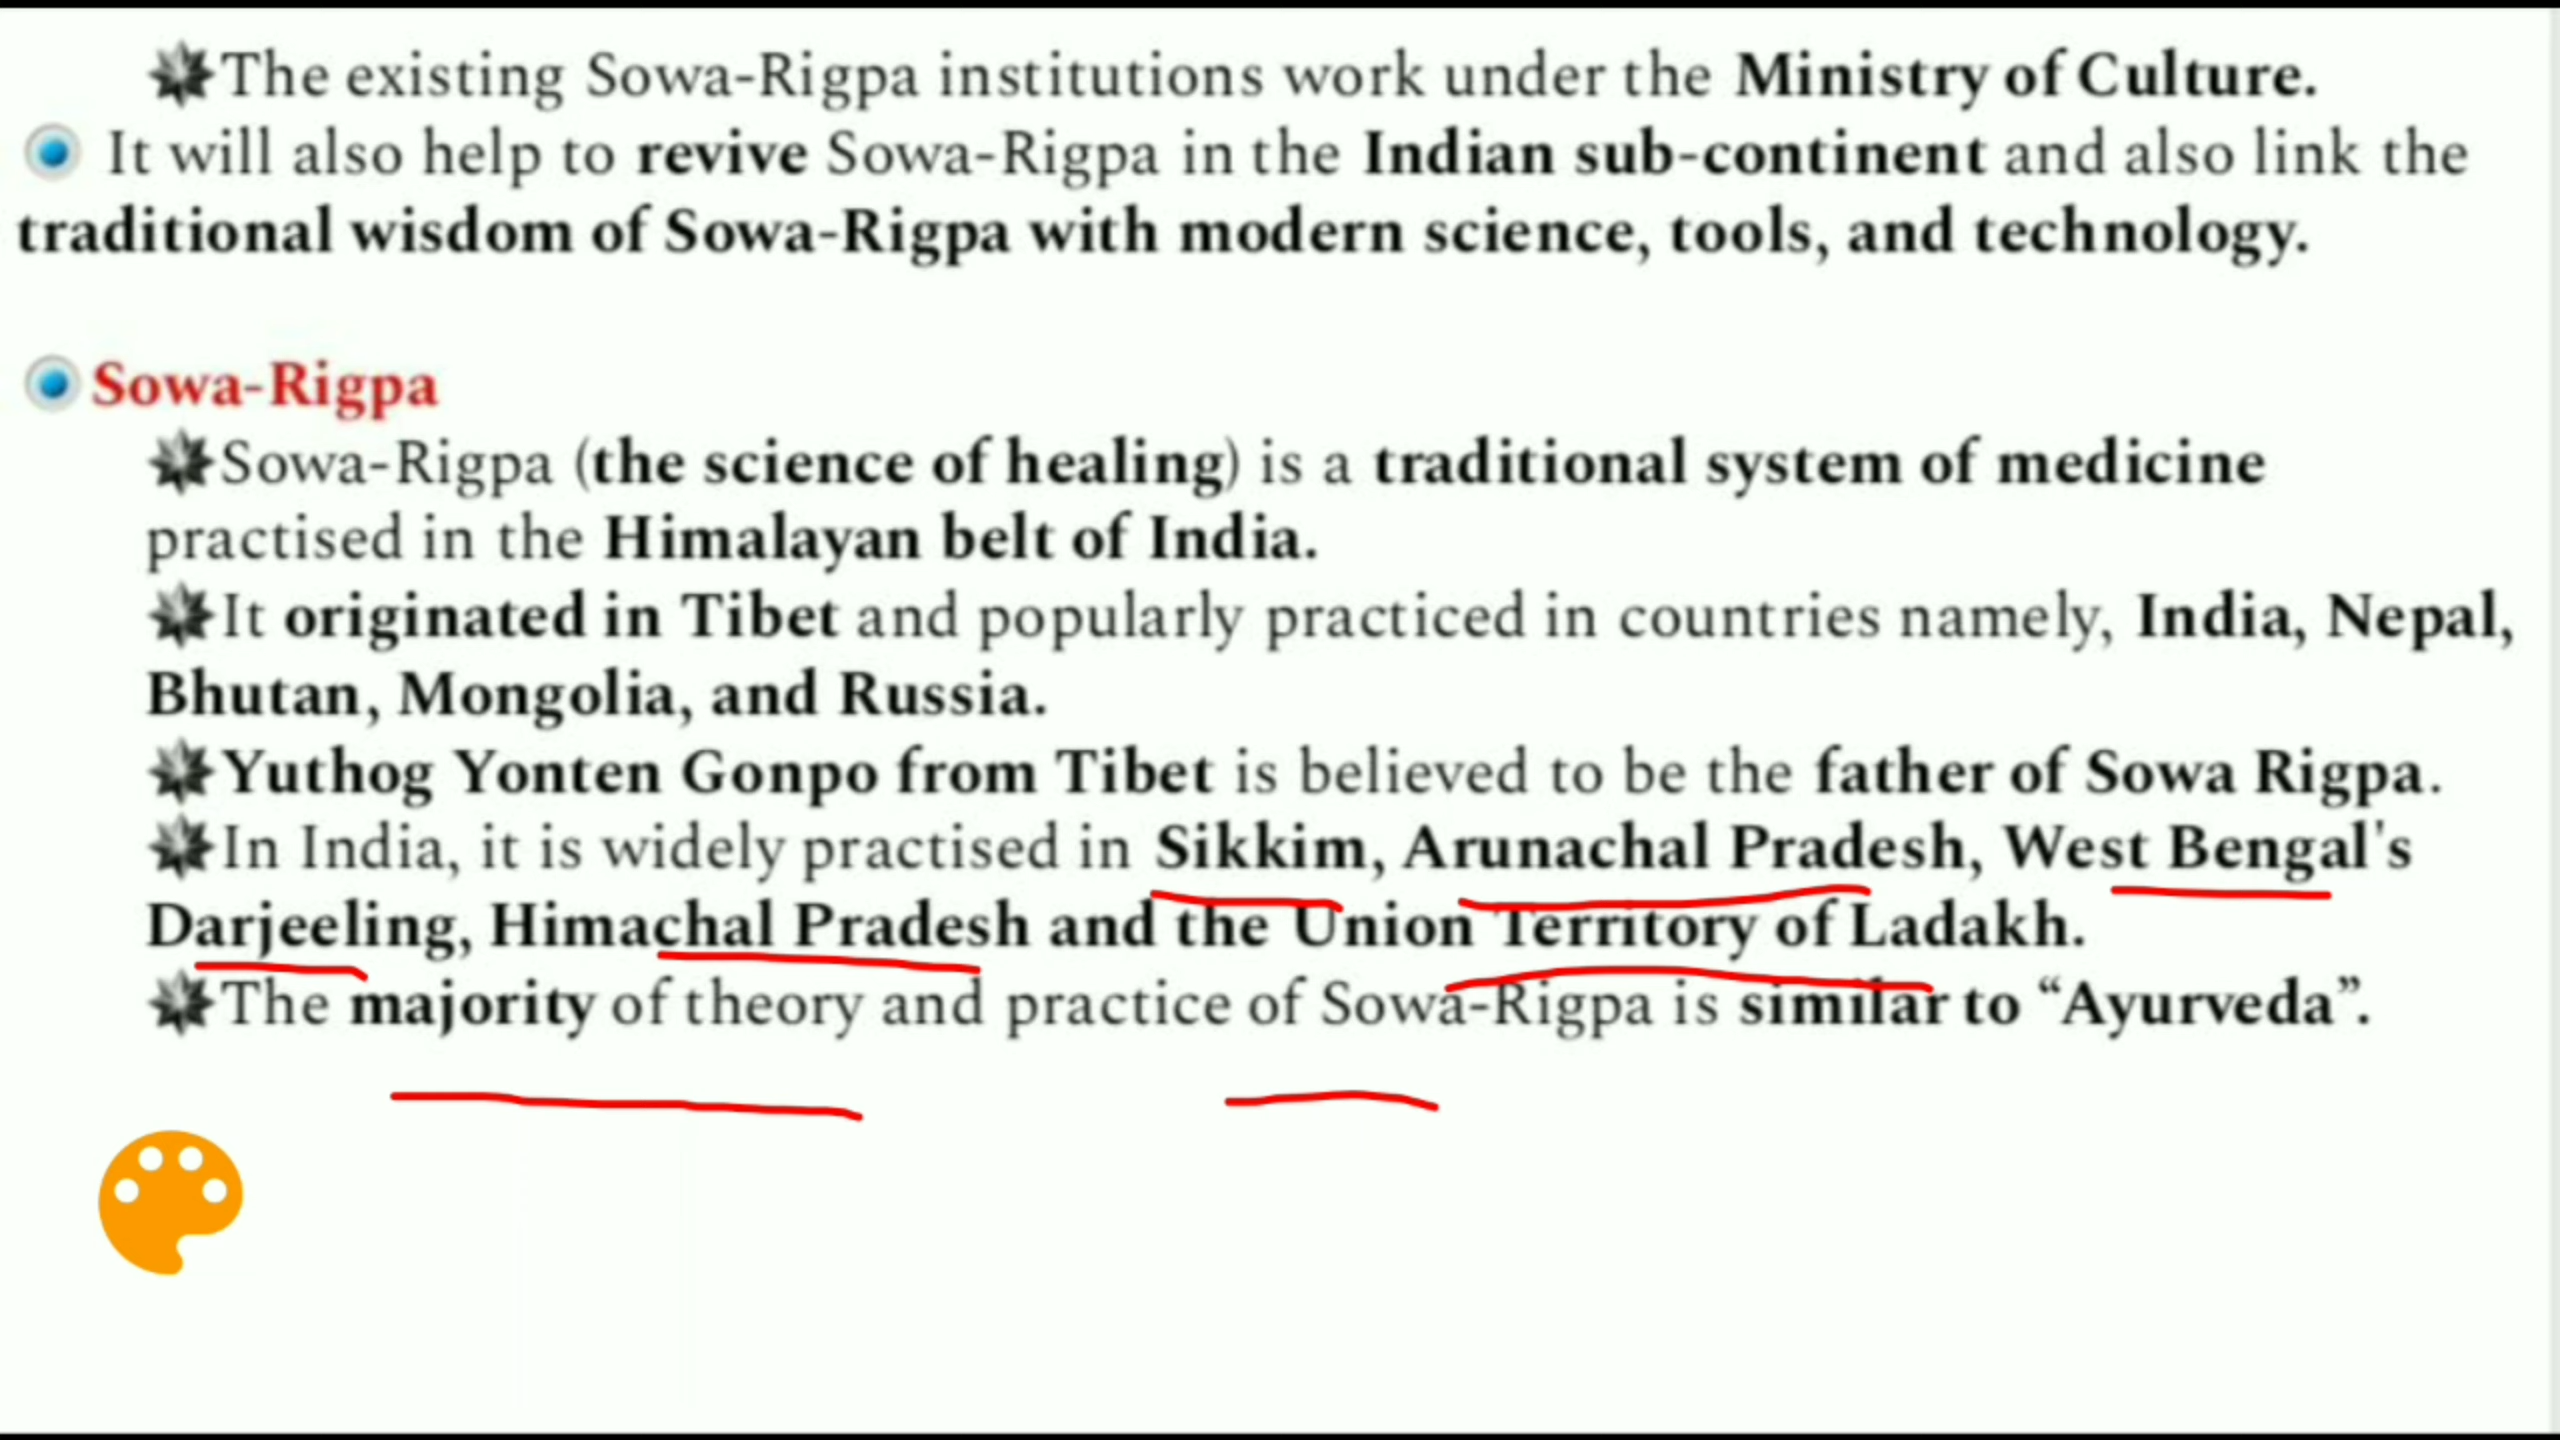 The existing Sowa-Rigpa institutions work under the Ministry of Culture.
It will also help to revive Sowa-Rigpa in the Indian sub-continent and also link the
traditional wisdom of Sowa-Rigpa with modern science, tools, and technology.
Sowa-Rigpa
Sowa-Rigpa (the science of healing) is a traditional system of medicine
practised in the Himalayan belt of India.
It originated in Tibet and popularly practiced in countries namely, India, Nepal,
Bhutan, Mongolia, and Russia.
Yuthog Yonten Gonpo from Tibet is believed to be the father of Sowa Rigpa.
In India, it is widely practised in Sikkim, Arunachal Pradesh, West Bengal's
Darjeeling, Himachal Pradesh and the Union Territory of Ladakh.
The majority of theory and practice of Sowa-Rigpa is similar to “Ayurveda”.